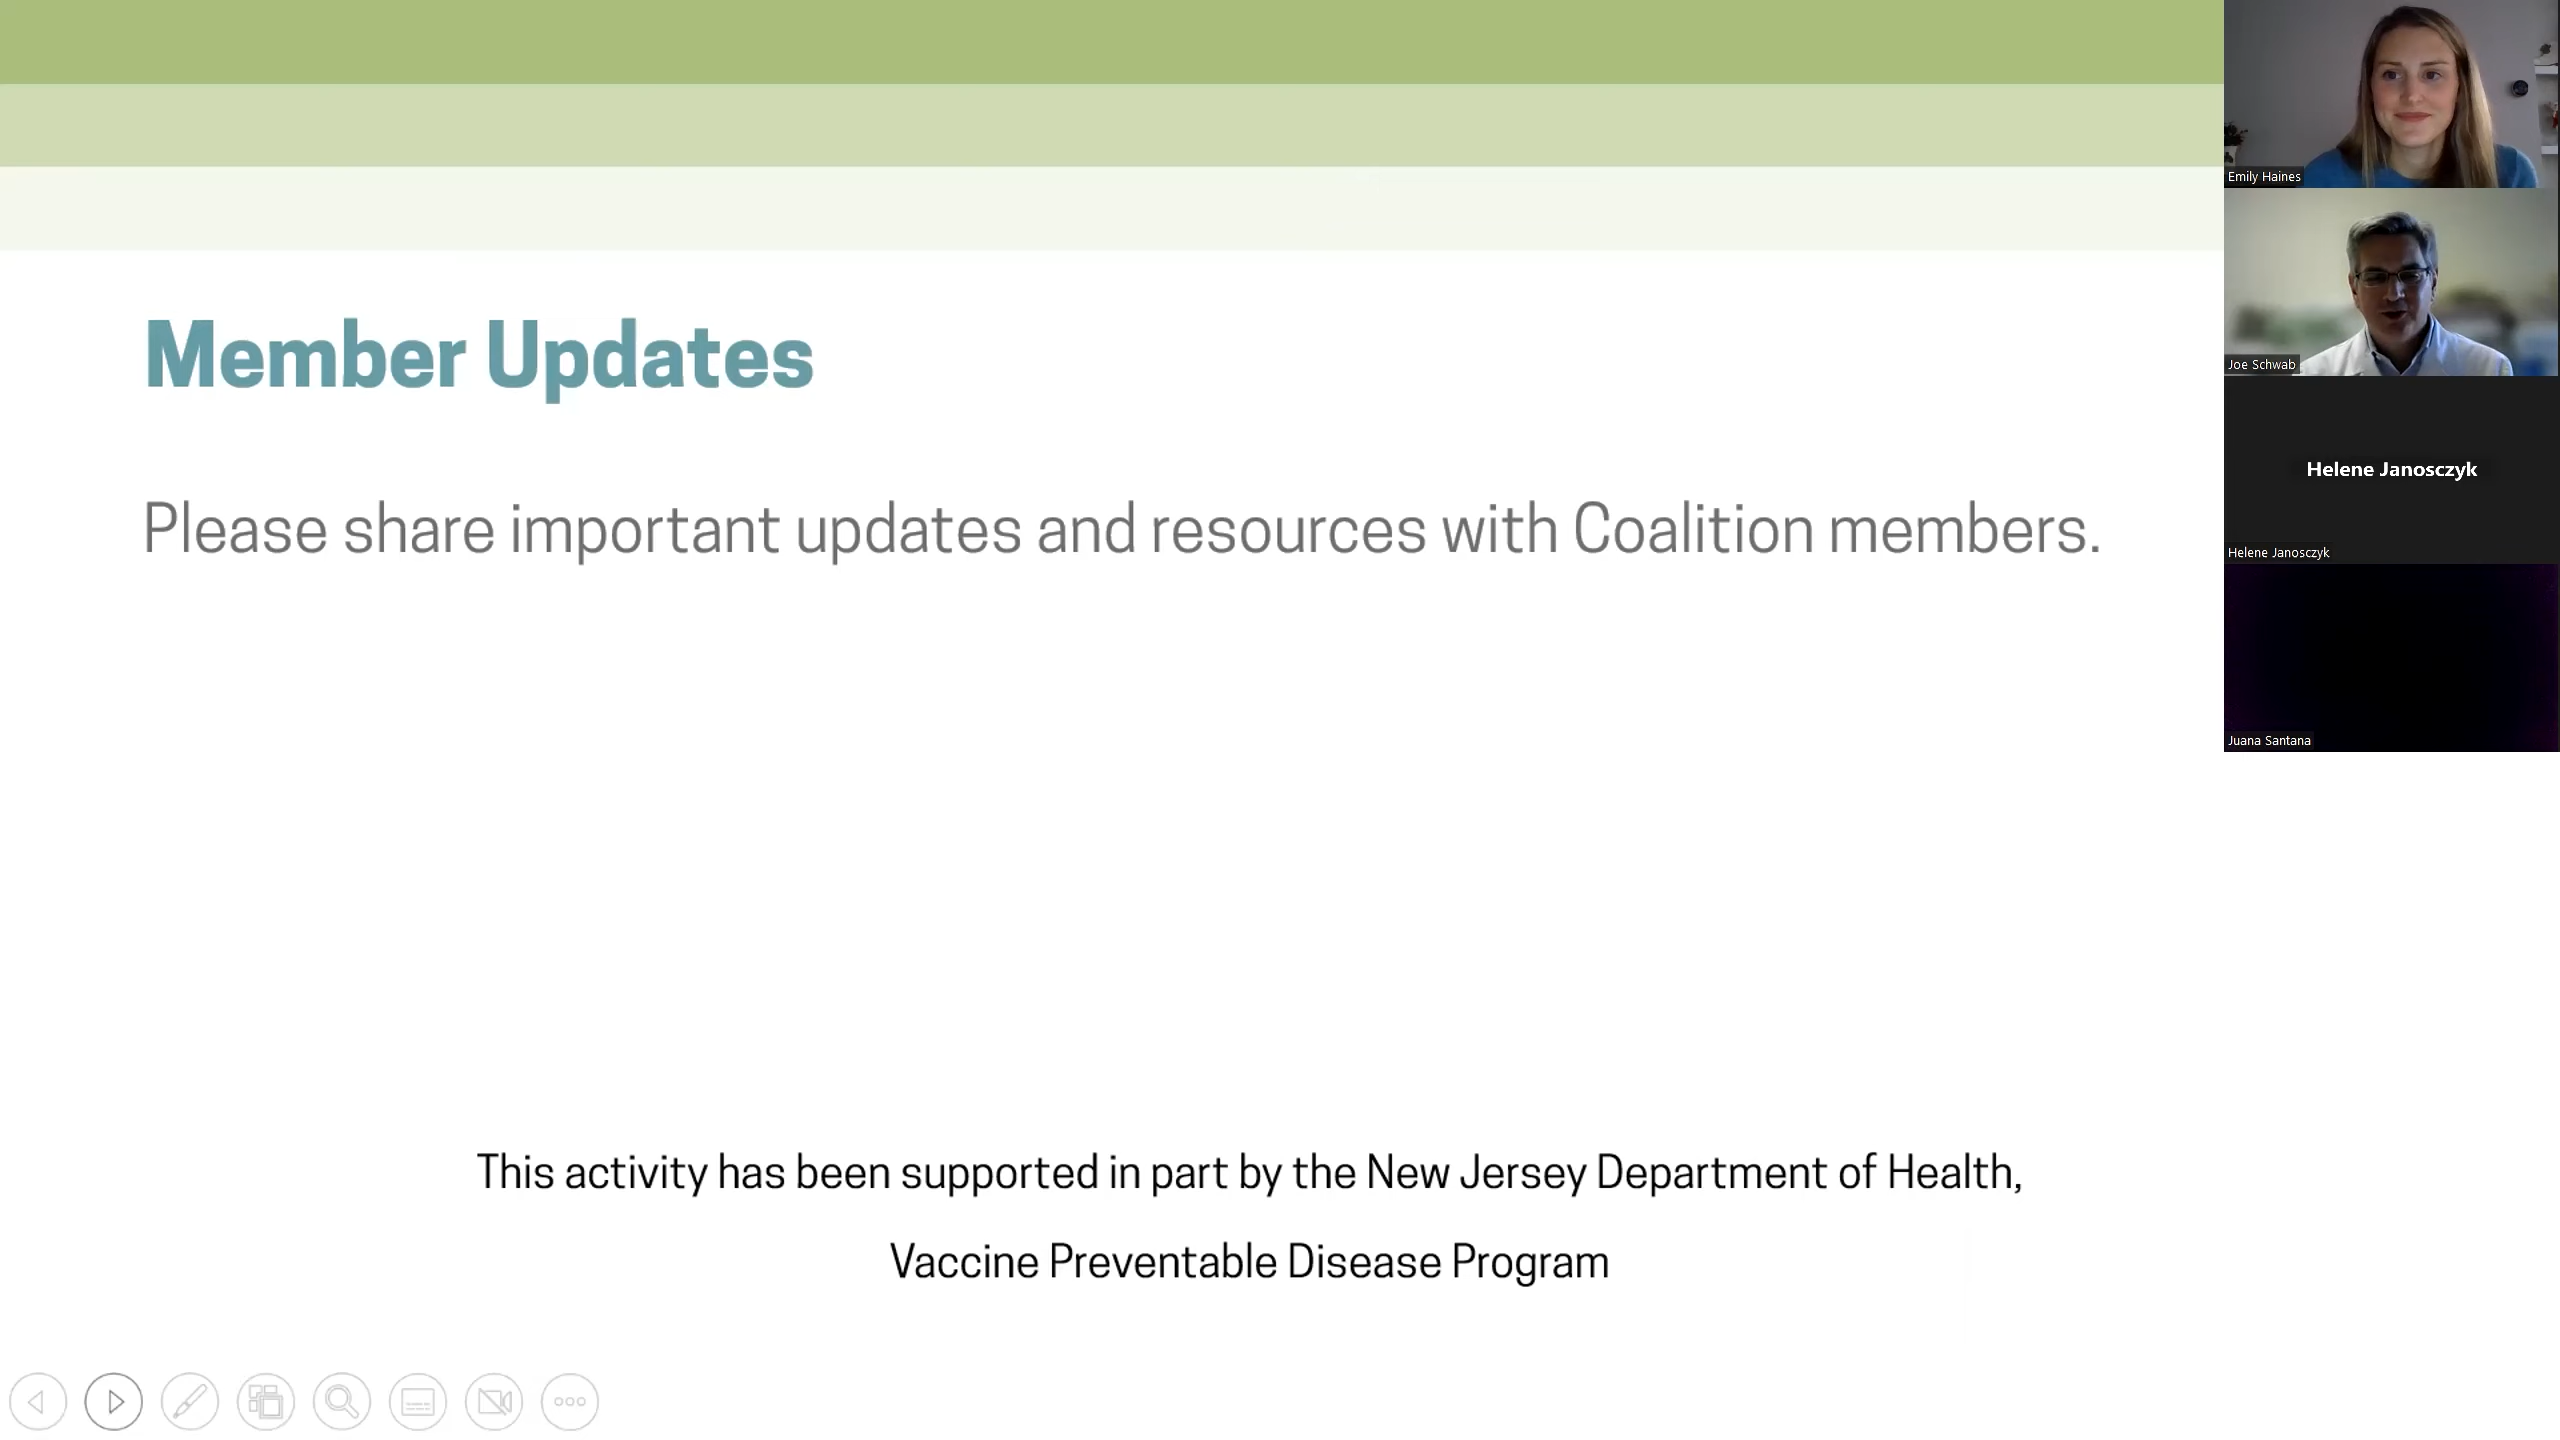 Member Updates
Please share important updates and resources with Coalition members.
This activity has been supported in part by the New Jersey Department of Health,
Vaccine Preventable Disease Program
Emily Haines
Joe Schwab
Helene Janosczyk
Helene Janosczyk
Juana Santana